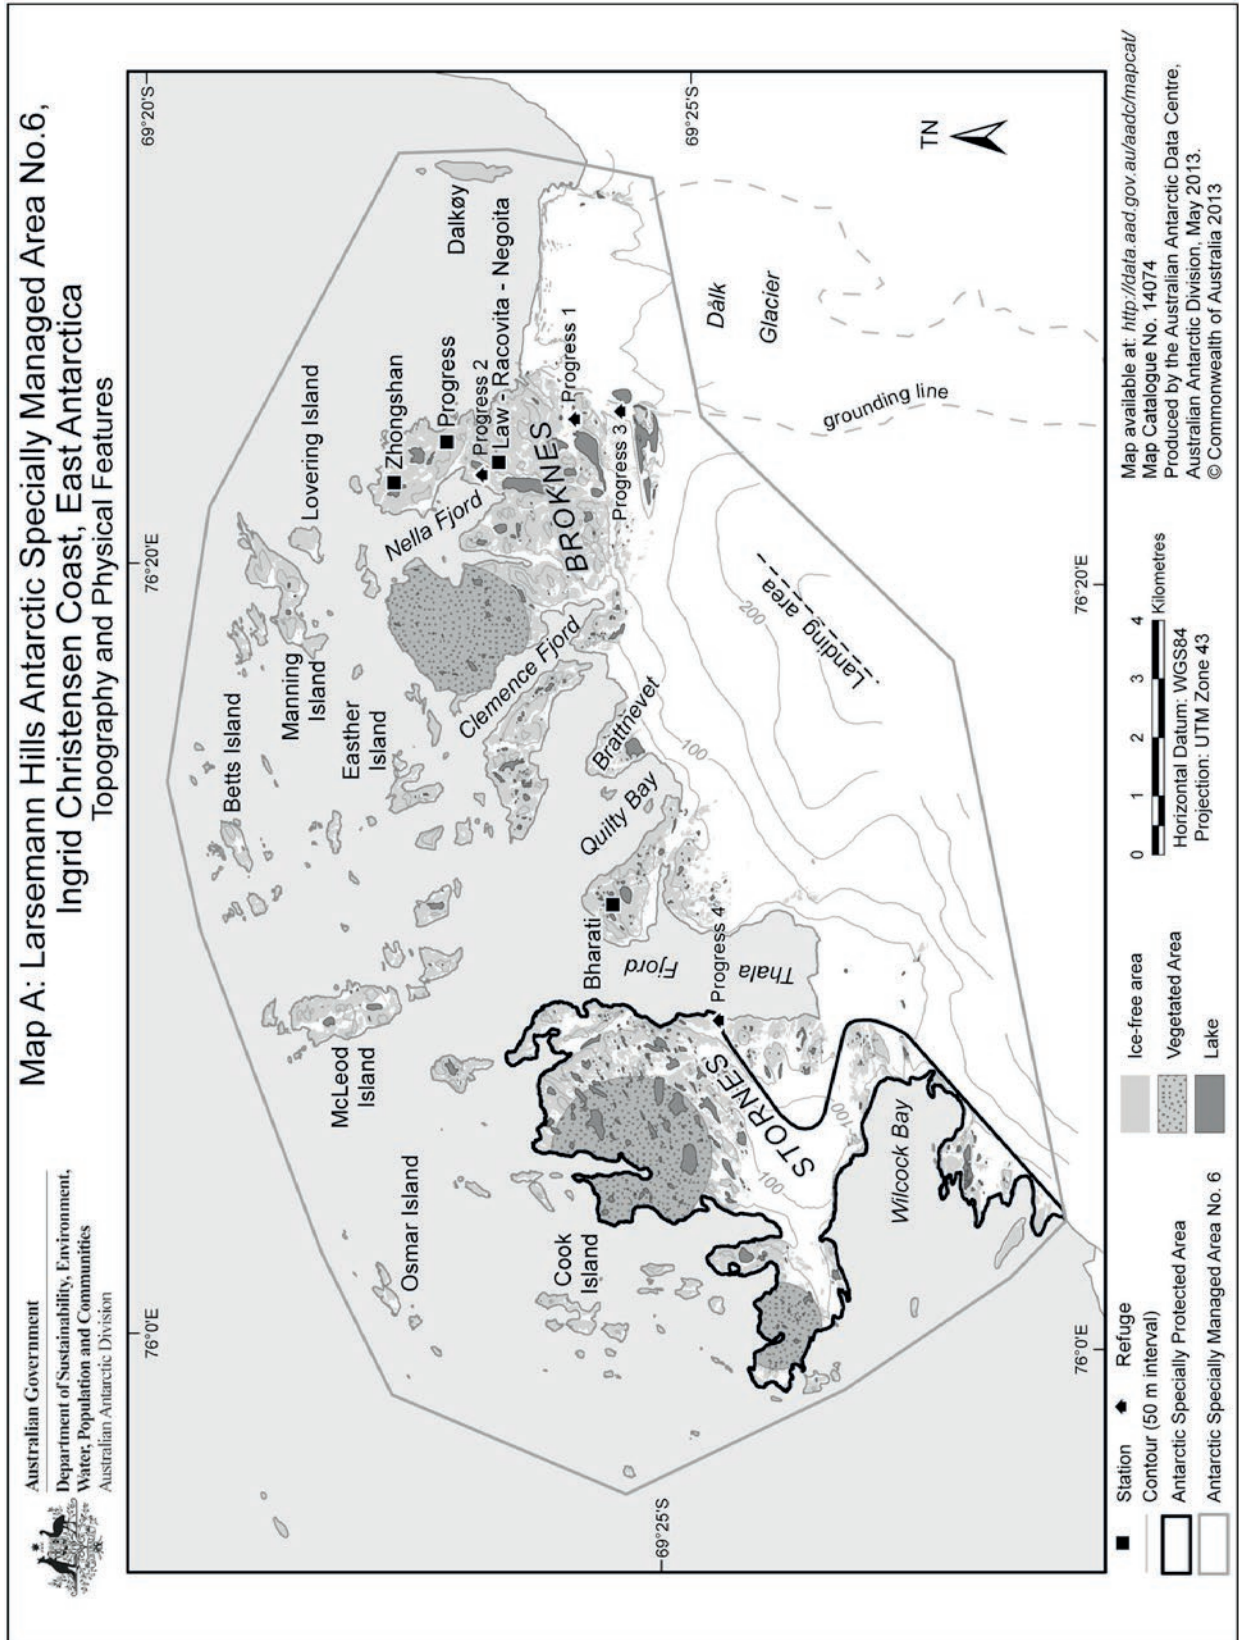 Australian Government
Department of Sustainability, Environment,
Water, Population and Communities
Australian Antarctic Division
Map A: Larsemann Hills Antarctic Specially Managed Area No.6,
Ingrid Christensen Coast, East Antarctica
Topography and Physical Features
76°0'E
76°20'E
69°20'S
69°25'S
69°25'S
76°0'E
76°20'E
Betts Island
Manning
Island
Lovering Island
Easther
Island
McLeod
Island
Osmar Island
Cook
Island
Zhongshan
Progress
Progress 2
Law - Racovita - Negoita
Dalkøy
Nella Fjord
BROKNES
Progress 1
Progress 3
Clemence Fjord
Brattnevet
Quilty Bay
Bharati
Thala
Fjord
Progress 4
STORNES
Wilcock Bay
100
100
100
200
Landing area
Dålk
Glacier
grounding line
TN
Station
Refuge
Contour (50 m interval)
Antarctic Specially Protected Area
Antarctic Specially Managed Area No. 6
Ice-free area
Vegetated Area
Lake
0 1 2 3 4
Kilometres
Horizontal Datum: WGS84
Projection: UTM Zone 43
Map available at: http://data.aad.gov.au/aadc/mapcat/
Map Catalogue No. 14074
Produced by the Australian Antarctic Data Centre,
Australian Antarctic Division, May 2013.
© Commonwealth of Australia 2013